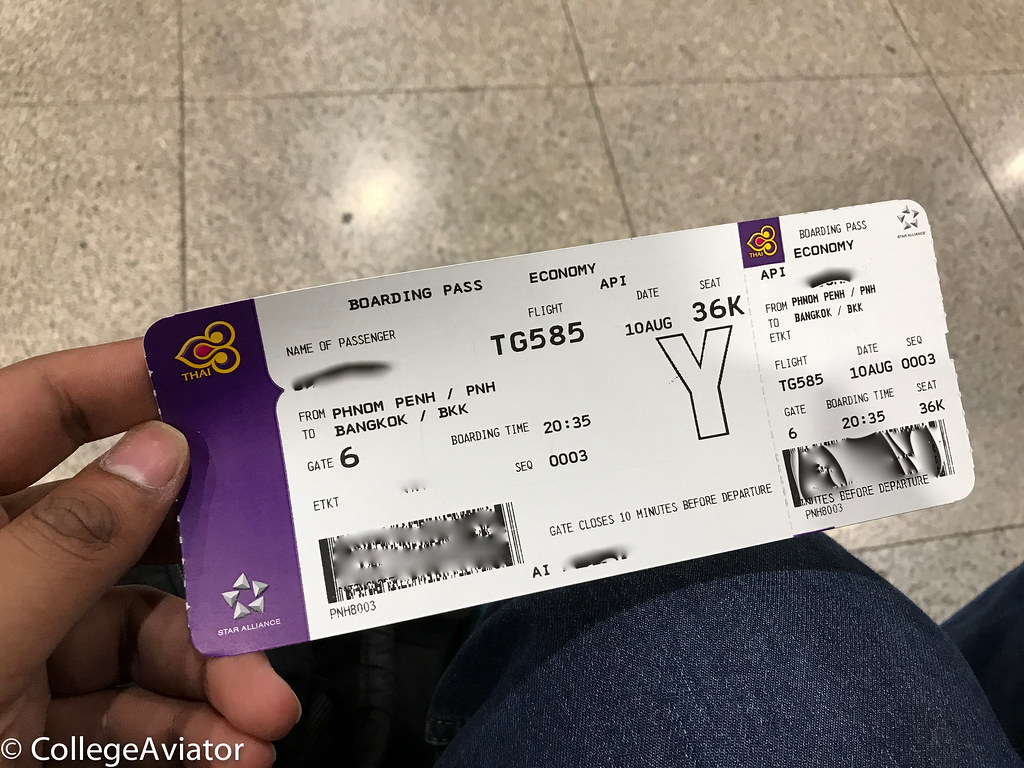 BOARDING PASS ECONOMY API
NAME OF PASSENGER
FLIGHT DATE SEAT
TG585 10AUG 36K
FROM PHNOM PENH / PNH
TO BANGKOK / BKK
Y
BOARDING TIME 20:35
GATE 6
SEQ 0003
ETKT
GATE CLOSES 10 MINUTES BEFORE DEPARTURE
AI
PNH8003
THAI
STAR ALLIANCE
THAI
BOARDING PASS
ECONOMY
STAR ALLIANCE
API
FROM PHNOM PENH / PNH
TO BANGKOK / BKK
ETKT
FLIGHT DATE SEQ
TG585 10AUG 0003
GATE BOARDING TIME SEAT
6 20:35 36K
MINUTES BEFORE DEPARTURE
PNH8003
© CollegeAviator